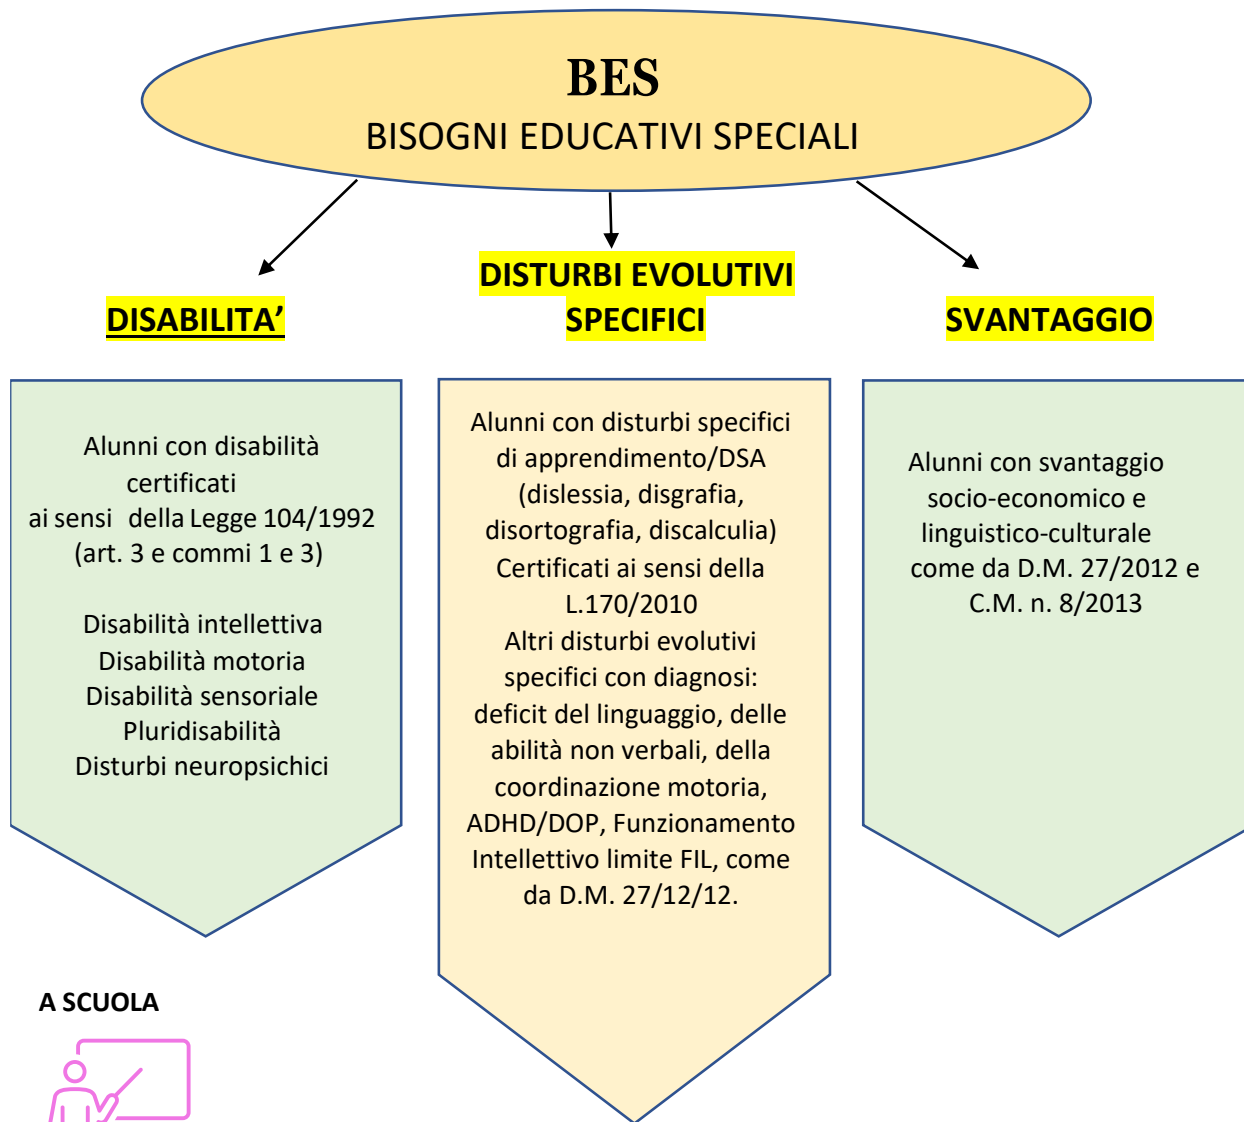 BES
BISOGNI EDUCATIVI SPECIALI
DISABILITA’
DISTURBI EVOLUTIVI
SPECIFICI
SVANTAGGIO
Alunni con disabilità
certificati
ai sensi della Legge 104/1992
(art. 3 e commi 1 e 3)
Disabilità intellettiva
Disabilità motoria
Disabilità sensoriale
Pluridisabilità
Disturbi neuropsichici
Alunni con disturbi specifici
di apprendimento/DSA
(dislessia, disgrafia,
disortografia, discalculia)
Certificati ai sensi della
L.170/2010
Altri disturbi evolutivi
specifici con diagnosi:
deficit del linguaggio, delle
abilità non verbali, della
coordinazione motoria,
ADHD/DOP, Funzionamento
Intellettivo limite FIL, come
da D.M. 27/12/12.
Alunni con svantaggio
socio-economico e
linguistico-culturale
come da D.M. 27/2012 e
C.M. n. 8/2013
A SCUOLA